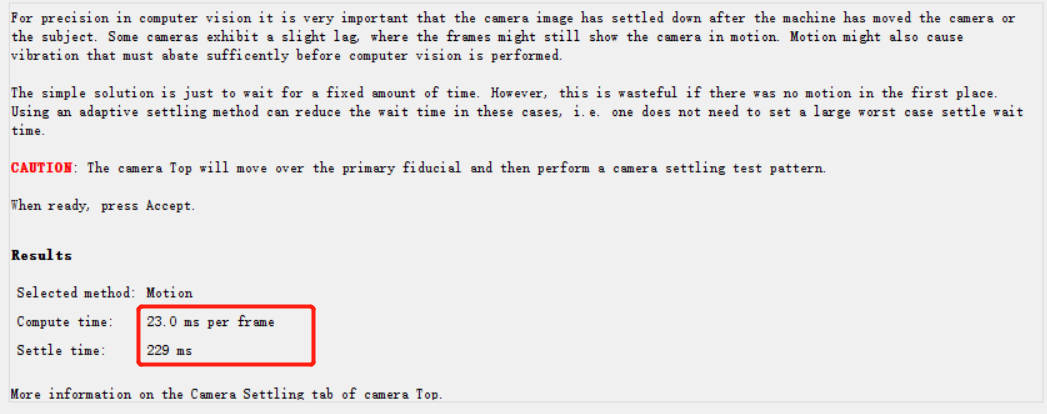 For precision in computer vision it is very important that the camera image has settled down after the machine has moved the camera or
the subject. Some cameras exhibit a slight lag, where the frames might still show the camera in motion. Motion might also cause
vibration that must abate sufficently before computer vision is performed.
The simple solution is just to wait for a fixed amount of time. However, this is wasteful if there was no motion in the first place.
Using an adaptive settling method can reduce the wait time in these cases, i.e. one does not need to set a large worst case settle wait
time.
CAUTION: The camera Top will move over the primary fiducial and then perform a camera settling test pattern.
When ready, press Accept.
Results
Selected method: Motion
Compute time: 23.0 ms per frame
Settle time: 229 ms
More information on the Camera Settling tab of camera Top.